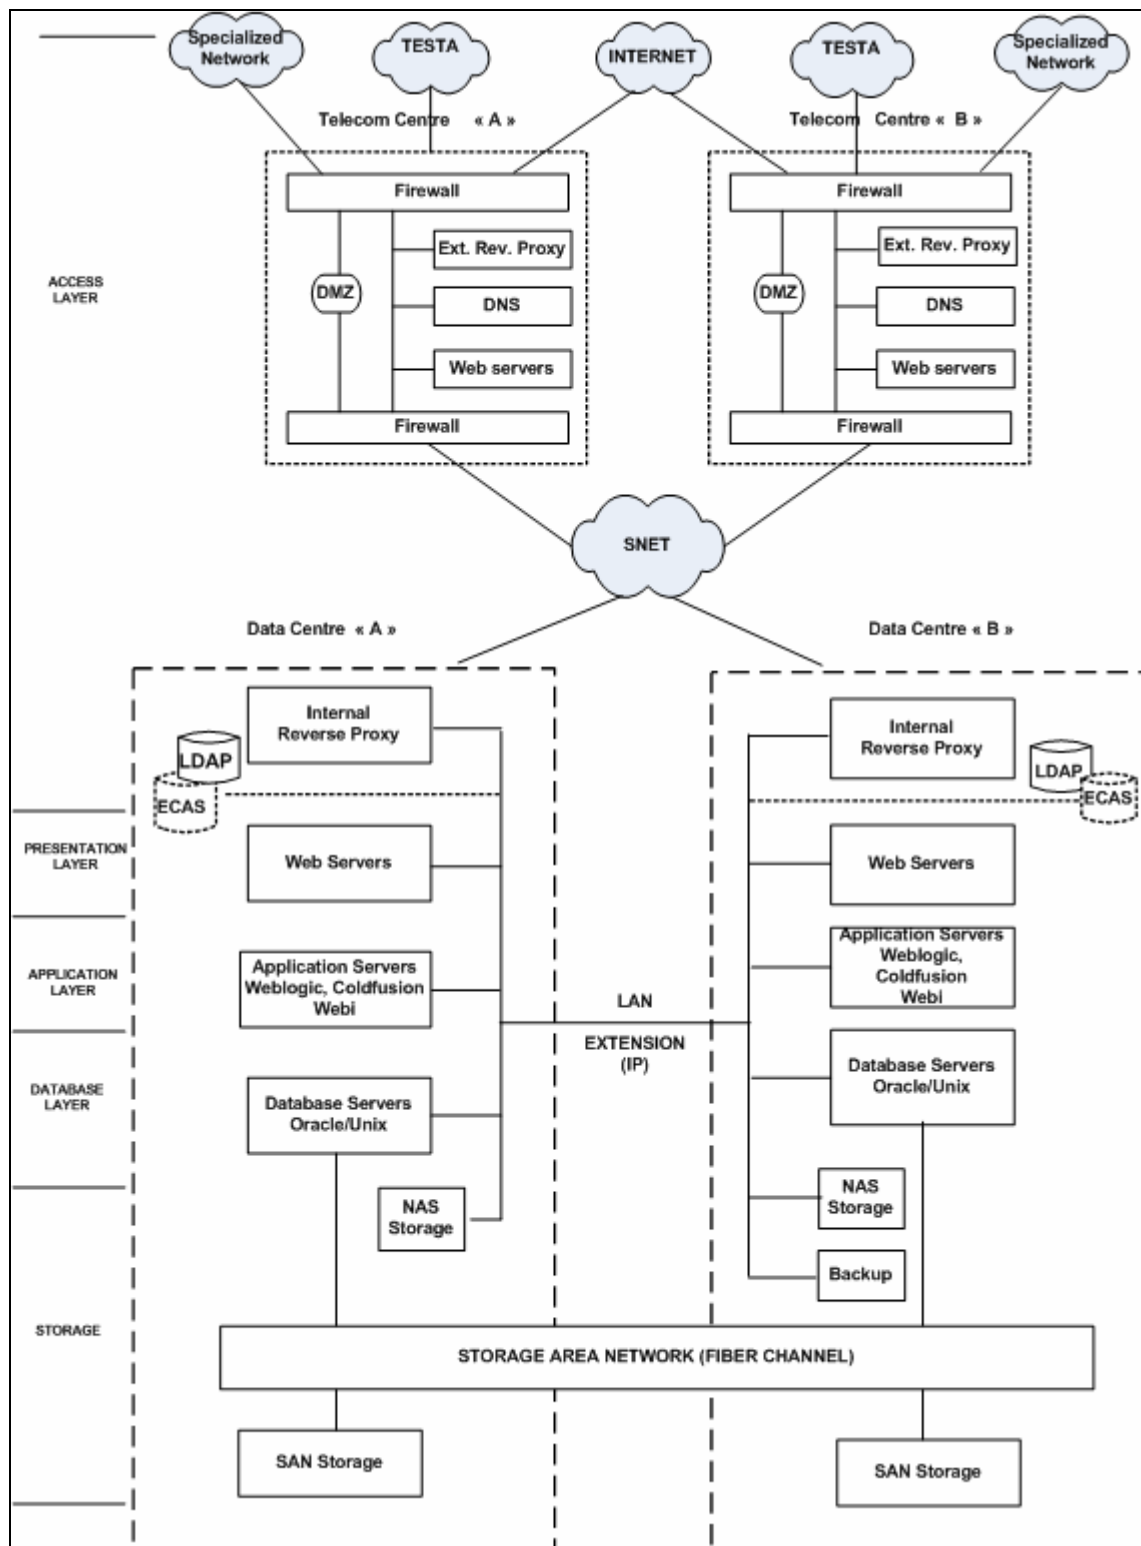 Specialized
Network
TESTA
INTERNET
TESTA
Specialized
Network
Telecom Centre « A »
Telecom Centre « B »
ACCESS
LAYER
Firewall
Ext. Rev. Proxy
DMZ
DNS
Web servers
Firewall
Firewall
Ext. Rev. Proxy
DMZ
DNS
Web servers
Firewall
SNET
Data Centre « A »
Data Centre « B »
Internal
Reverse Proxy
LDAP
ECAS
Internal
Reverse Proxy
LDAP
ECAS
PRESENTATION
LAYER
Web Servers
Web Servers
APPLICATION
LAYER
Application Servers
Weblogic, Coldfusion
Webi
Application Servers
Weblogic,
Coldfusion
Webi
LAN
EXTENSION
(IP)
DATABASE
LAYER
Database Servers
Oracle/Unix
Database Servers
Oracle/Unix
NAS
Storage
NAS
Storage
Backup
STORAGE
STORAGE AREA NETWORK (FIBER CHANNEL)
SAN Storage
SAN Storage